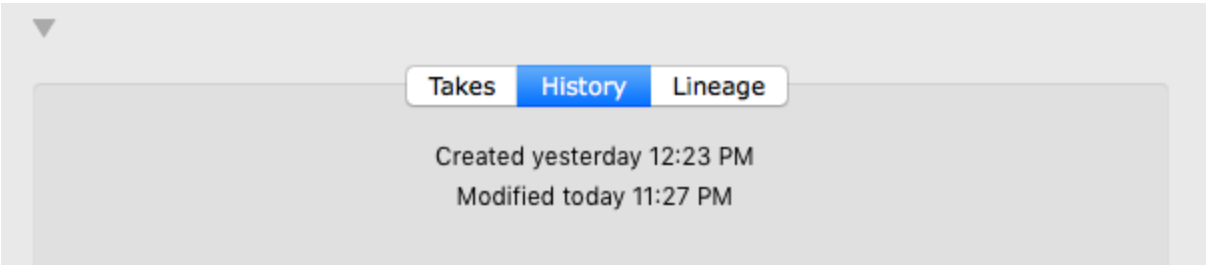 Takes History Lineage
Created yesterday 12:23 PM
Modified today 11:27 PM